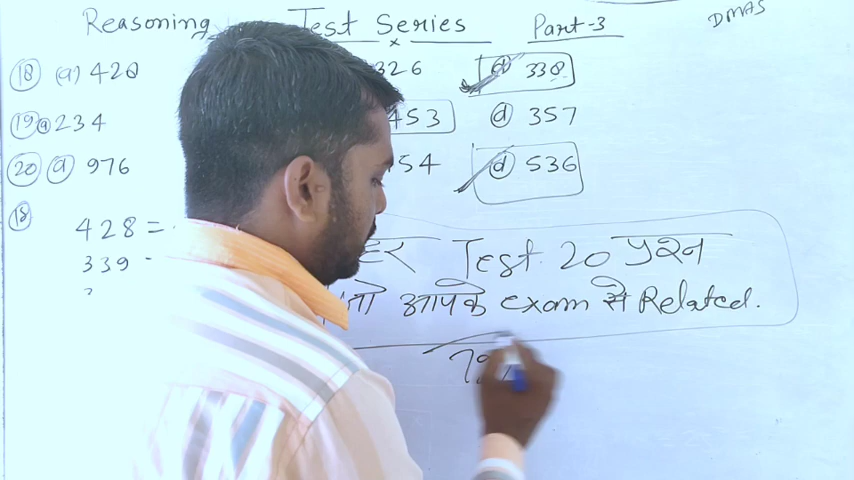 Reasoning Test Series Part-3
DMAS
18 (a) 428 326 (d) 338
19 (a) 234 453 (d) 357
20 (a) 976 54 (d) 536
18
428 =
339 -
Test 20 प्रश्न
आपके exam से Related.